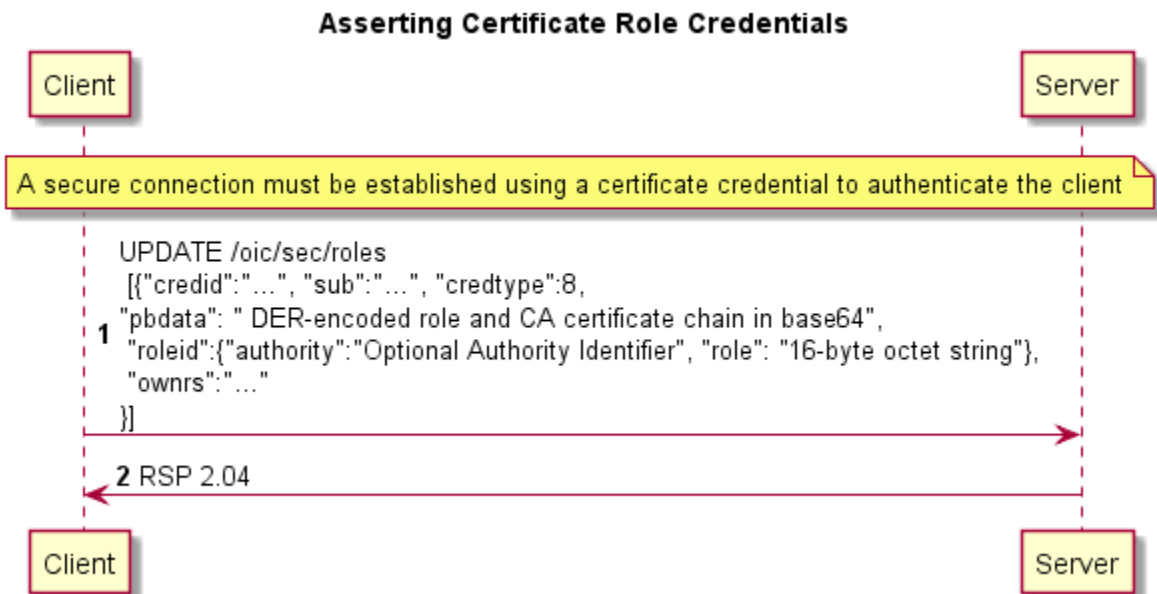 Asserting Certificate Role Credentials
Client
Server
A secure connection must be established using a certificate credential to authenticate the client
UPDATE /oic/sec/roles
[{"credid":"...", "sub":"...", "credtype":8,
"pbdata": " DER-encoded role and CA certificate chain in base64",
1
"roleid":{"authority":"Optional Authority Identifier", "role": "16-byte octet string"},
"ownrs":"..."
}]
2 RSP 2.04
Client
Server